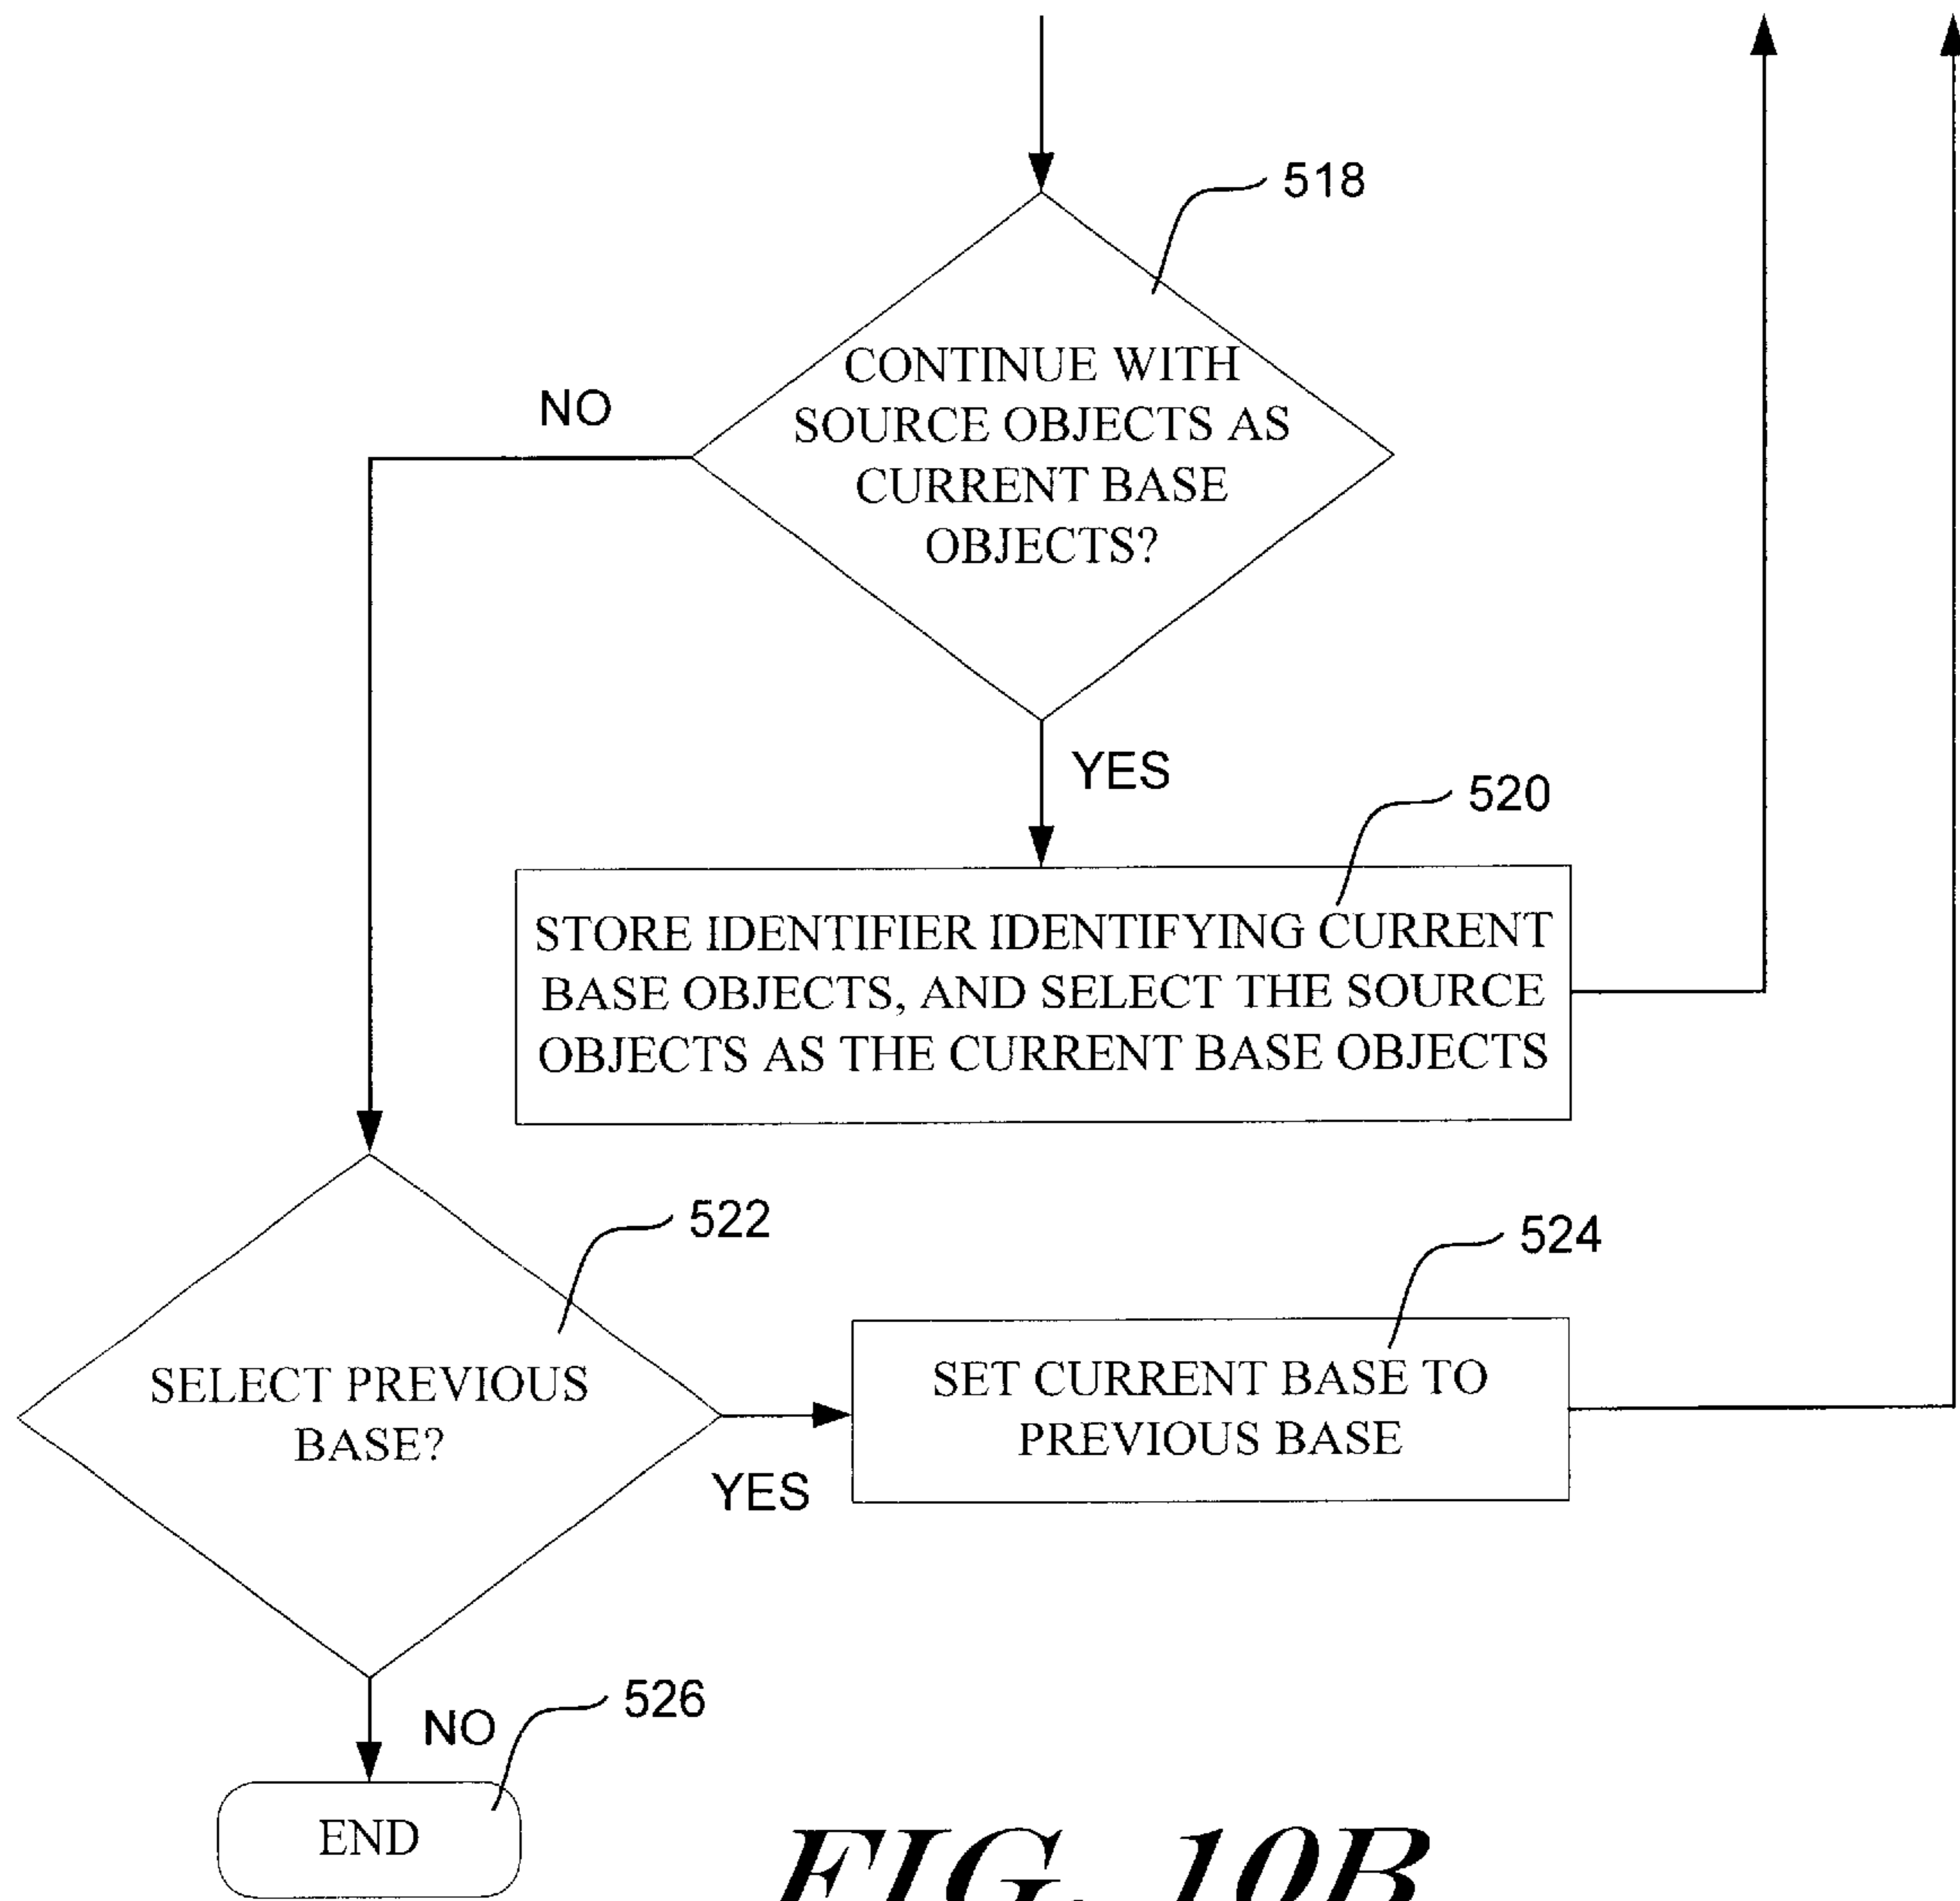 518
CONTINUE WITH
SOURCE OBJECTS AS
CURRENT BASE
OBJECTS?
NO
YES
520
STORE IDENTIFIER IDENTIFYING CURRENT
BASE OBJECTS, AND SELECT THE SOURCE
OBJECTS AS THE CURRENT BASE OBJECTS
522
SELECT PREVIOUS
BASE?
524
SET CURRENT BASE TO
PREVIOUS BASE
YES
NO
526
END
FIG. 10B